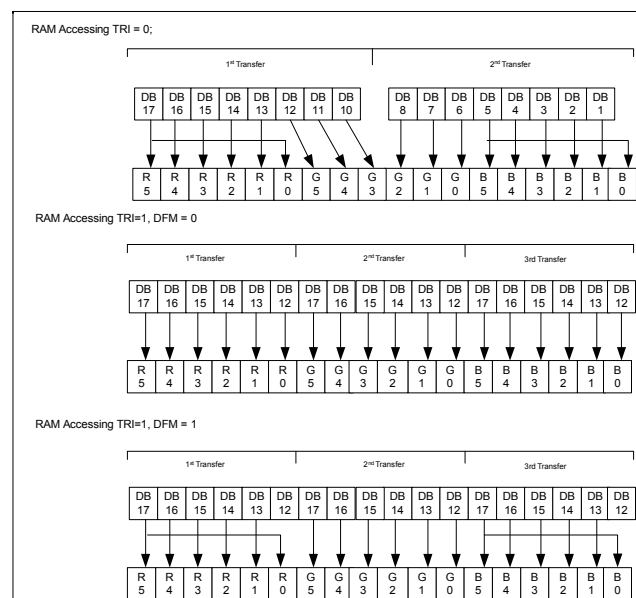 RAM Accessing TRI = 0;
1st Transfer 2nd Transfer
DB 17 DB 16 DB 15 DB 14 DB 13 DB 12 DB 11 DB 10 DB 8 DB 7 DB 6 DB 5 DB 4 DB 3 DB 2 DB 1
R 5 R 4 R 3 R 2 R 1 R 0 G 5 G 4 G 3 G 2 G 1 G 0 B 5 B 4 B 3 B 2 B 1 B 0
RAM Accessing TRI=1, DFM = 0
1st Transfer 2nd Transfer 3rd Transfer
DB 17 DB 16 DB 15 DB 14 DB 13 DB 12 DB 17 DB 16 DB 15 DB 14 DB 13 DB 12 DB 17 DB 16 DB 15 DB 14 DB 13 DB 12
R 5 R 4 R 3 R 2 R 1 R 0 G 5 G 4 G 3 G 2 G 1 G 0 B 5 B 4 B 3 B 2 B 1 B 0
RAM Accessing TRI=1, DFM = 1
1st Transfer 2nd Transfer 3rd Transfer
DB 17 DB 16 DB 15 DB 14 DB 13 DB 12 DB 17 DB 16 DB 15 DB 14 DB 13 DB 12 DB 17 DB 16 DB 15 DB 14 DB 13 DB 12
R 5 R 4 R 3 R 2 R 1 R 0 G 5 G 4 G 3 G 2 G 1 G 0 B 5 B 4 B 3 B 2 B 1 B 0